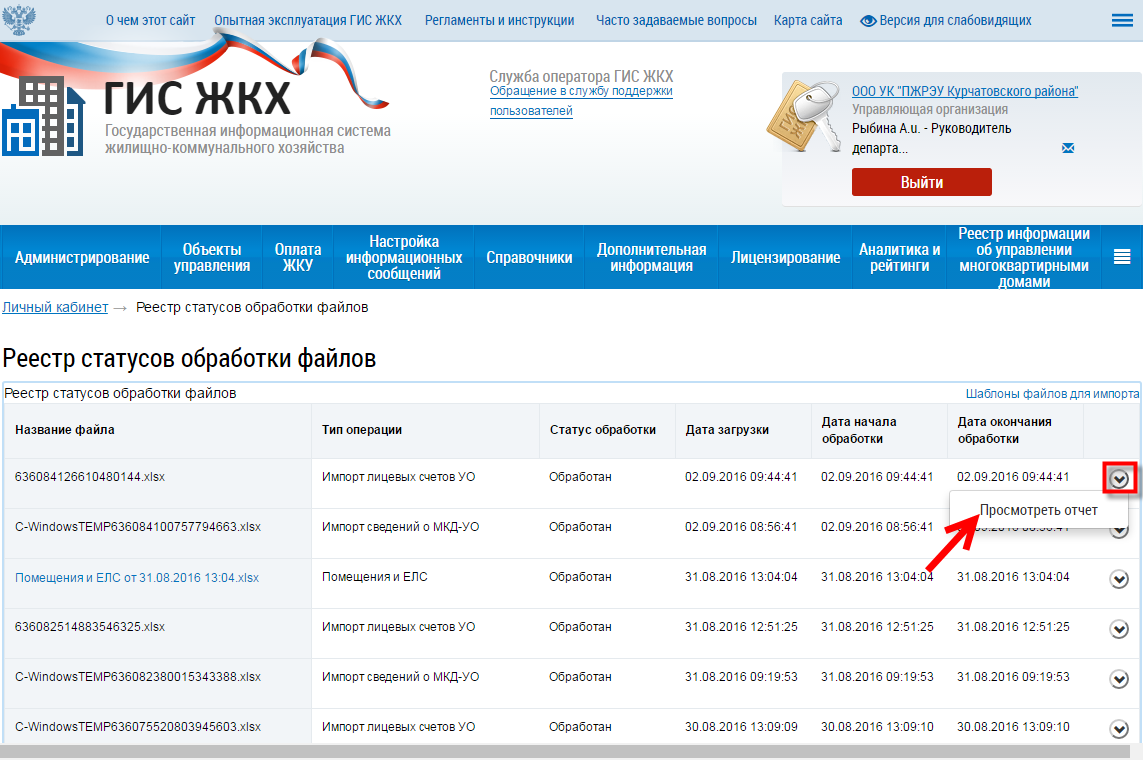 О чем этот сайт Опытная эксплуатация ГИС ЖКХ Регламенты и инструкции Часто задаваемые вопросы Карта сайта Версия для слабовидящих
ГИС ЖКХ
Государственная информационная система
жилищно-коммунального хозяйства
Служба оператора ГИС ЖКХ
Обращение в службу поддержки
пользователей
ООО УК "ПЖРЭУ Курчатовского района"
Управляющая организация
Рыбина А.u. - Руководитель
департа...
Выйти
Администрирование
Объекты
управления
Оплата
ЖКУ
Настройка
информационных
сообщений
Справочники
Дополнительная
информация
Лицензирование
Аналитика и
рейтинги
Реестр информации
об управлении
многоквартирными
домами
Личный кабинет → Реестр статусов обработки файлов
Реестр статусов обработки файлов
Реестр статусов обработки файлов Шаблоны файлов для импорта
Название файла Тип операции Статус обработки Дата загрузки Дата начала обработки Дата окончания обработки
636084126610480144.xlsx Импорт лицевых счетов УО Обработан 02.09.2016 09:44:41 02.09.2016 09:44:41 02.09.2016 09:44:41
Просмотреть отчет
C-WindowsTEMP636084100757794663.xlsx Импорт сведений о МКД-УО Обработан 02.09.2016 08:56:41 02.09.2016 08:56:41
Помещения и ЕЛС от 31.08.2016 13:04.xlsx Помещения и ЕЛС Обработан 31.08.2016 13:04:04 31.08.2016 13:04:04 31.08.2016 13:04:04
636082514883546325.xlsx Импорт лицевых счетов УО Обработан 31.08.2016 12:51:25 31.08.2016 12:51:25 31.08.2016 12:51:25
C-WindowsTEMP636082380015343388.xlsx Импорт сведений о МКД-УО Обработан 31.08.2016 09:19:53 31.08.2016 09:19:53 31.08.2016 09:19:53
C-WindowsTEMP636075520803945603.xlsx Импорт лицевых счетов УО Обработан 30.08.2016 13:09:09 30.08.2016 13:09:10 30.08.2016 13:09:10